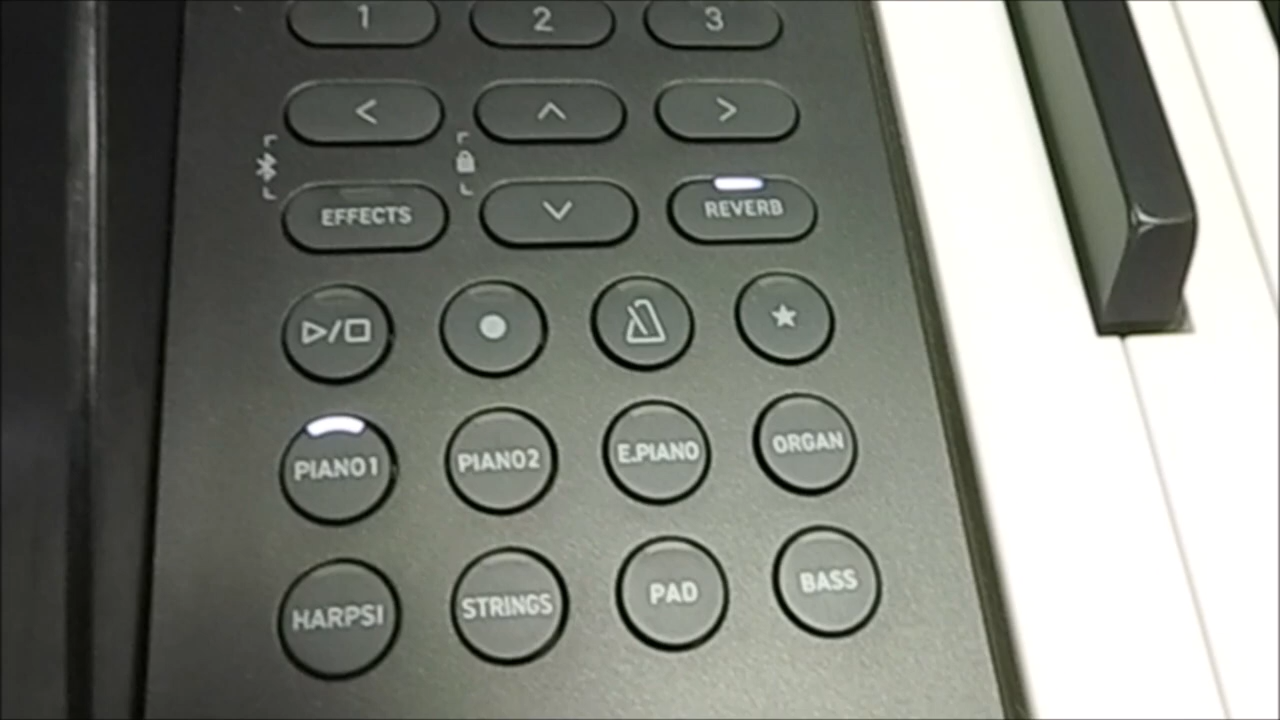 1 2 3
< ^ >
EFFECTS REVERB
PIANO1 PIANO2 E.PIANO ORGAN
HARPSI STRINGS PAD BASS